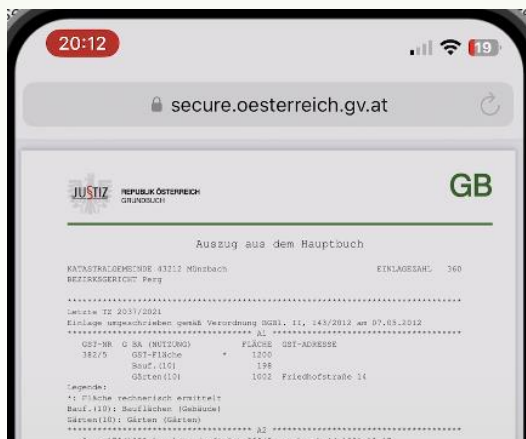 20:12
19
secure.oesterreich.gv.at
JUSTIZ REPUBLIK ÖSTERREICH
GRUNDBUCH
GB
Auszug aus dem Hauptbuch
KATASTRALGEMEINDE 43212 Münzbach EINLAGEZAHL 360
BEZIRKSGERICHT Perg
Letzte TZ 2037/2021
Einlage umgeschrieben gemäß Verordnung BGBl. II, 143/2012 am 07.05.2012
A1
GST-NR G BA (NUTZUNG) FLÄCHE GST-ADRESSE
382/5 GST-Fläche * 1200
Bauf.(10) 198
Gärten(10) 1002 Friedhofstraße 14
Legende:
*: Fläche rechnerisch ermittelt
Bauf.(10): Bauflächen (Gebäude)
Gärten(10): Gärten (Gärten)
A2